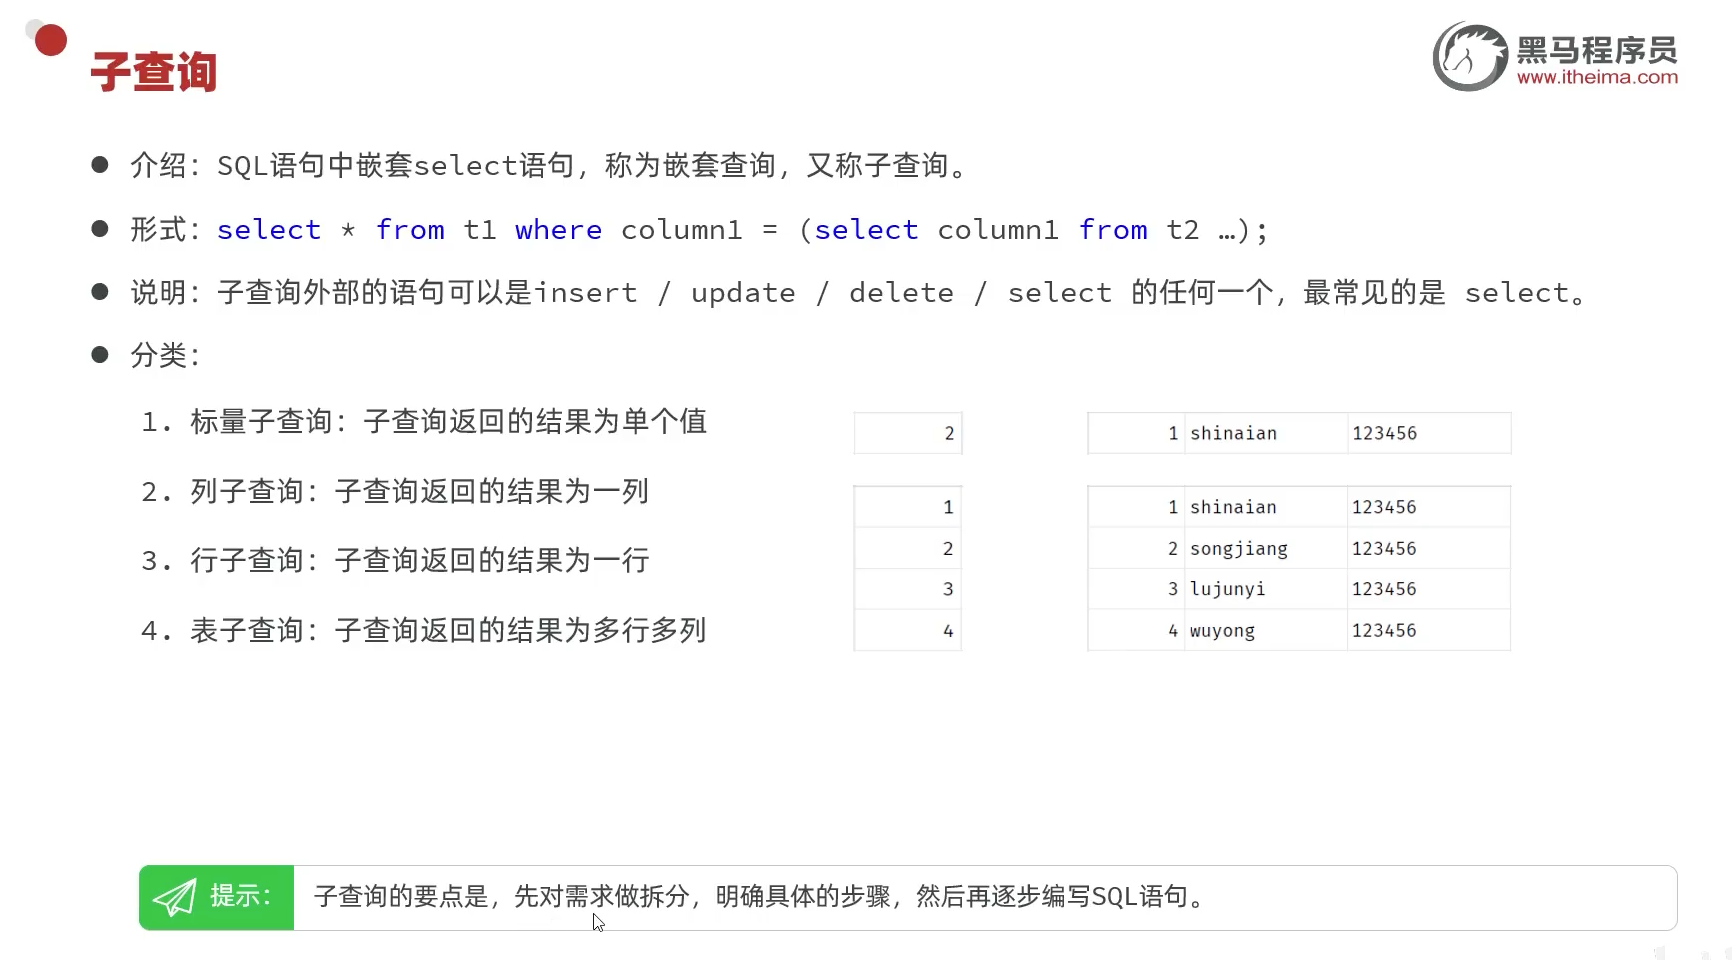 子查询
黑马程序员
www.itheima.com
介绍：SQL语句中嵌套select语句，称为嵌套查询，又称子查询。
形式：select * from t1 where column1 = (select column1 from t2 …);
说明：子查询外部的语句可以是insert / update / delete / select 的任何一个，最常见的是 select。
分类：
1. 标量子查询：子查询返回的结果为单个值
2. 列子查询：子查询返回的结果为一列
3. 行子查询：子查询返回的结果为一行
4. 表子查询：子查询返回的结果为多行多列
2
1
2
3
4
1 shinaian 123456
1 shinaian 123456
2 songjiang 123456
3 lujunyi 123456
4 wuyong 123456
提示：
子查询的要点是，先对需求做拆分，明确具体的步骤，然后再逐步编写SQL语句。